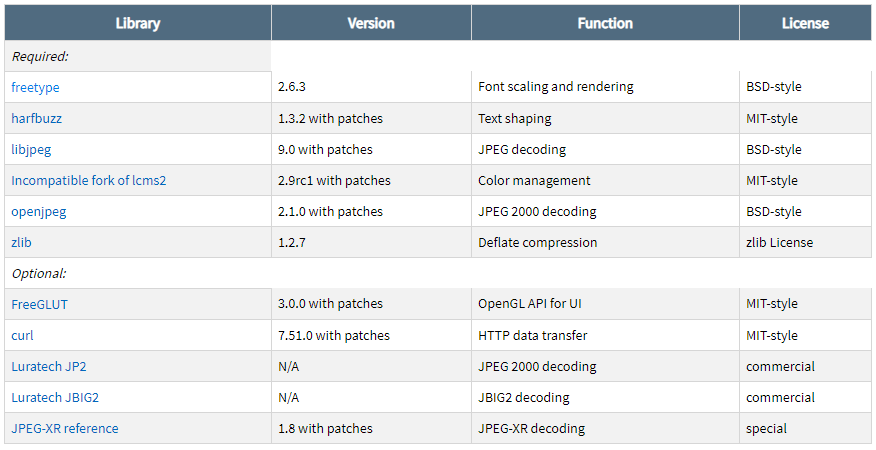 Library Version Function License
Required:
freetype 2.6.3 Font scaling and rendering BSD-style
harfbuzz 1.3.2 with patches Text shaping MIT-style
libjpeg 9.0 with patches JPEG decoding BSD-style
Incompatible fork of lcms2 2.9rc1 with patches Color management MIT-style
openjpeg 2.1.0 with patches JPEG 2000 decoding BSD-style
zlib 1.2.7 Deflate compression zlib License
Optional:
FreeGLUT 3.0.0 with patches OpenGL API for UI MIT-style
curl 7.51.0 with patches HTTP data transfer MIT-style
Luratech JP2 N/A JPEG 2000 decoding commercial
Luratech JBIG2 N/A JBIG2 decoding commercial
JPEG-XR reference 1.8 with patches JPEG-XR decoding special